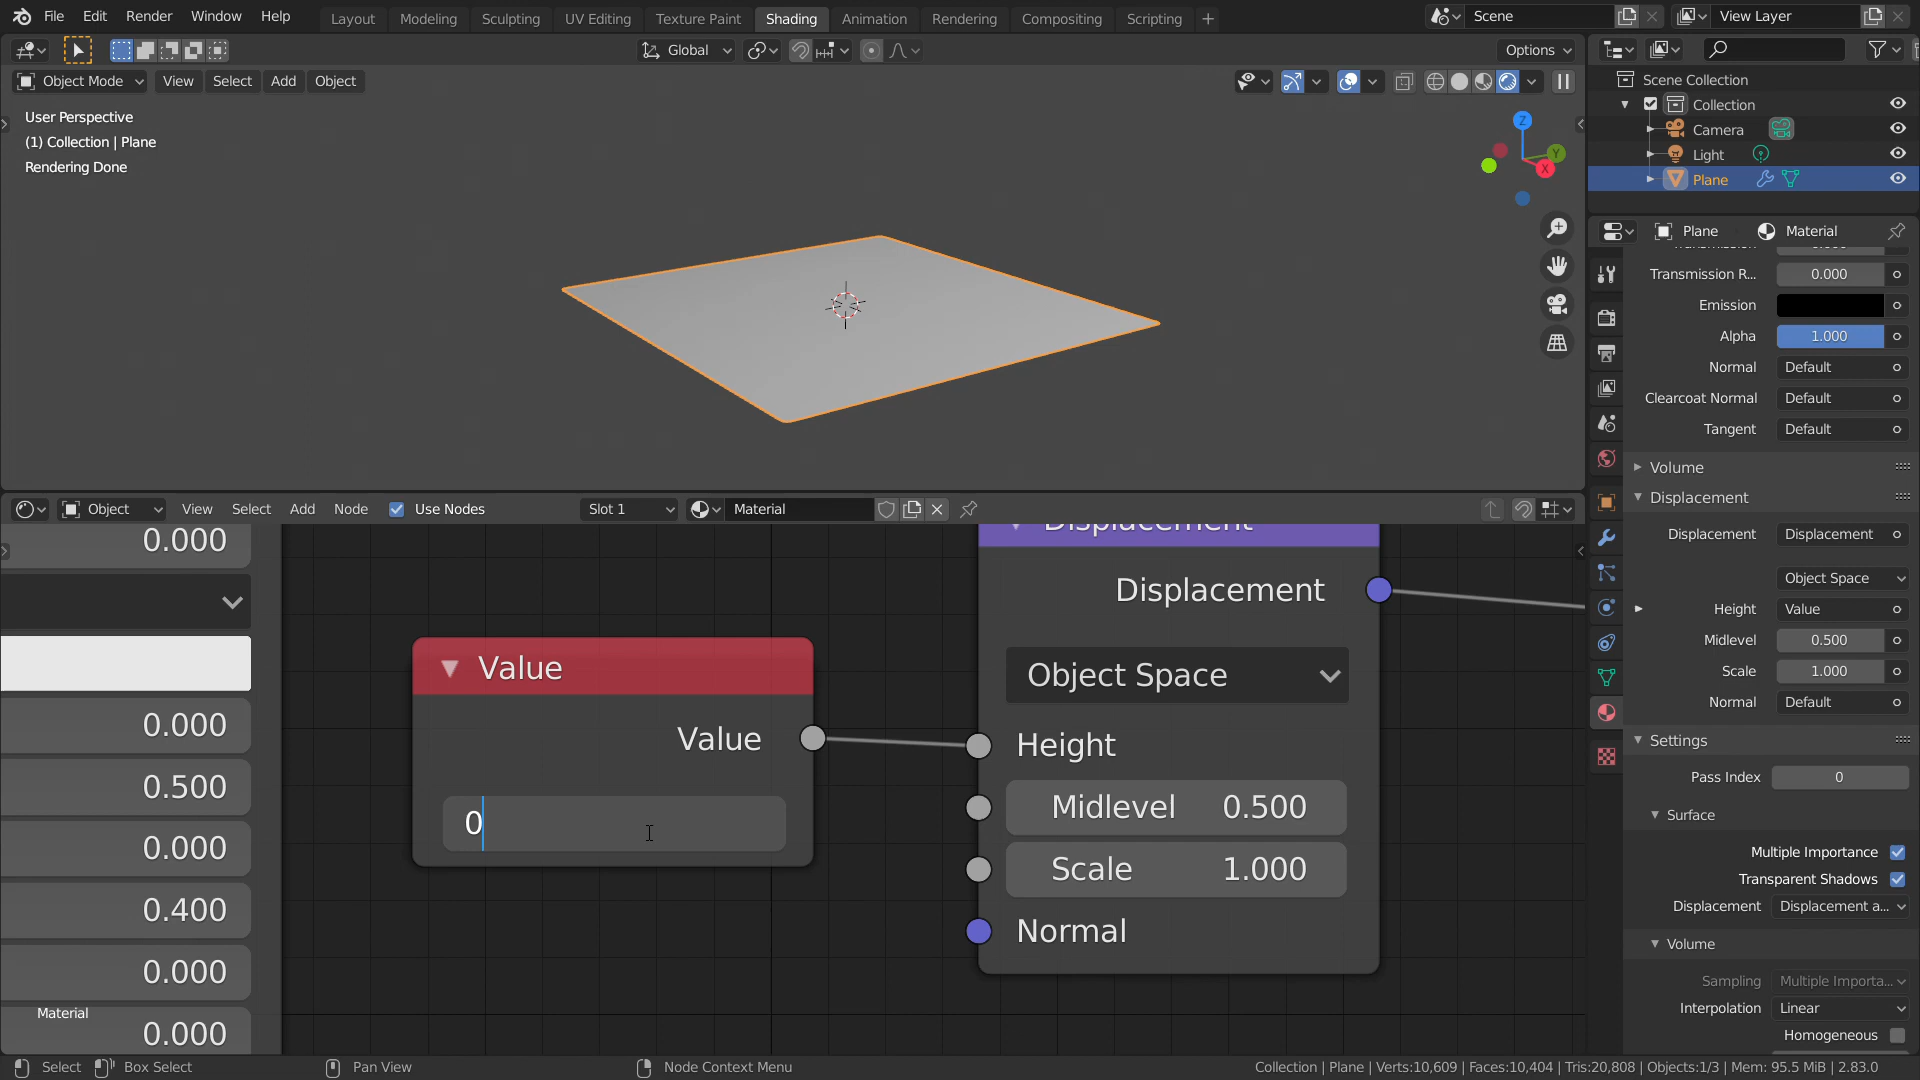 File Edit Render Window Help Layout Modeling Sculpting UV Editing Texture Paint Shading Animation Rendering Compositing Scripting + Scene View Layer
Global Options
Object Mode View Select Add Object
User Perspective
(1) Collection | Plane
Rendering Done
Z
Y
X
Scene Collection
Collection
Camera
Light
Plane
Plane Material
Transmission R... 0.000
Emission
Alpha 1.000
Normal Default
Clearcoat Normal Default
Tangent Default
Volume
Displacement
Displacement Displacement
Object Space
Height Value
Midlevel 0.500
Scale 1.000
Normal Default
Settings
Pass Index 0
Surface
Multiple Importance
Transparent Shadows
Displacement Displacement a...
Volume
Sampling Multiple Importa...
Interpolation Linear
Homogeneous
Object View Select Add Node Use Nodes Slot 1 Material
0.000
0.000
0.500
0.000
0.400
0.000
0.000
Material
Value
Value
0
Displacement
Displacement
Object Space
Height
Midlevel 0.500
Scale 1.000
Normal
Select Box Select Pan View Node Context Menu Collection | Plane | Verts:10,609 | Faces:10,404 | Tris:20,808 | Objects:1/3 | Mem: 95.5 MiB | 2.83.0